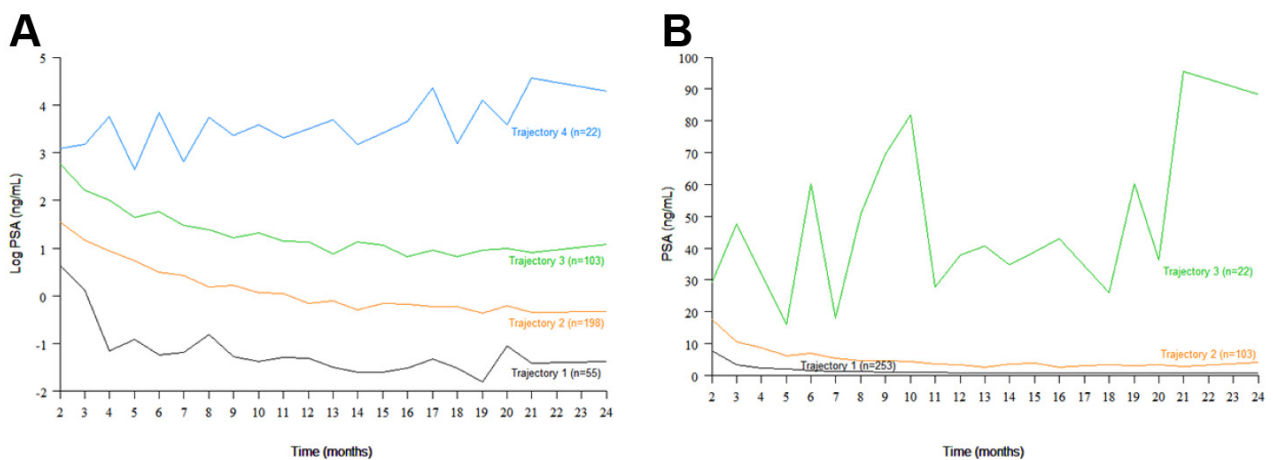 A
B
5
4
3
2
1
0
-1
-2
Log PSA (ng/mL)
Trajectory 4 (n=22)
Trajectory 3 (n=103)
Trajectory 2 (n=198)
Trajectory 1 (n=55)
2 3 4 5 6 7 8 9 10 11 12 13 14 15 16 17 18 19 20 21 22 23 24
Time (months)
100
90
80
70
60
50
40
30
20
10
0
PSA (ng/mL)
Trajectory 3 (n=22)
Trajectory 2 (n=103)
Trajectory 1 (n=253)
2 3 4 5 6 7 8 9 10 11 12 13 14 15 16 17 18 19 20 21 22 23 24
Time (months)